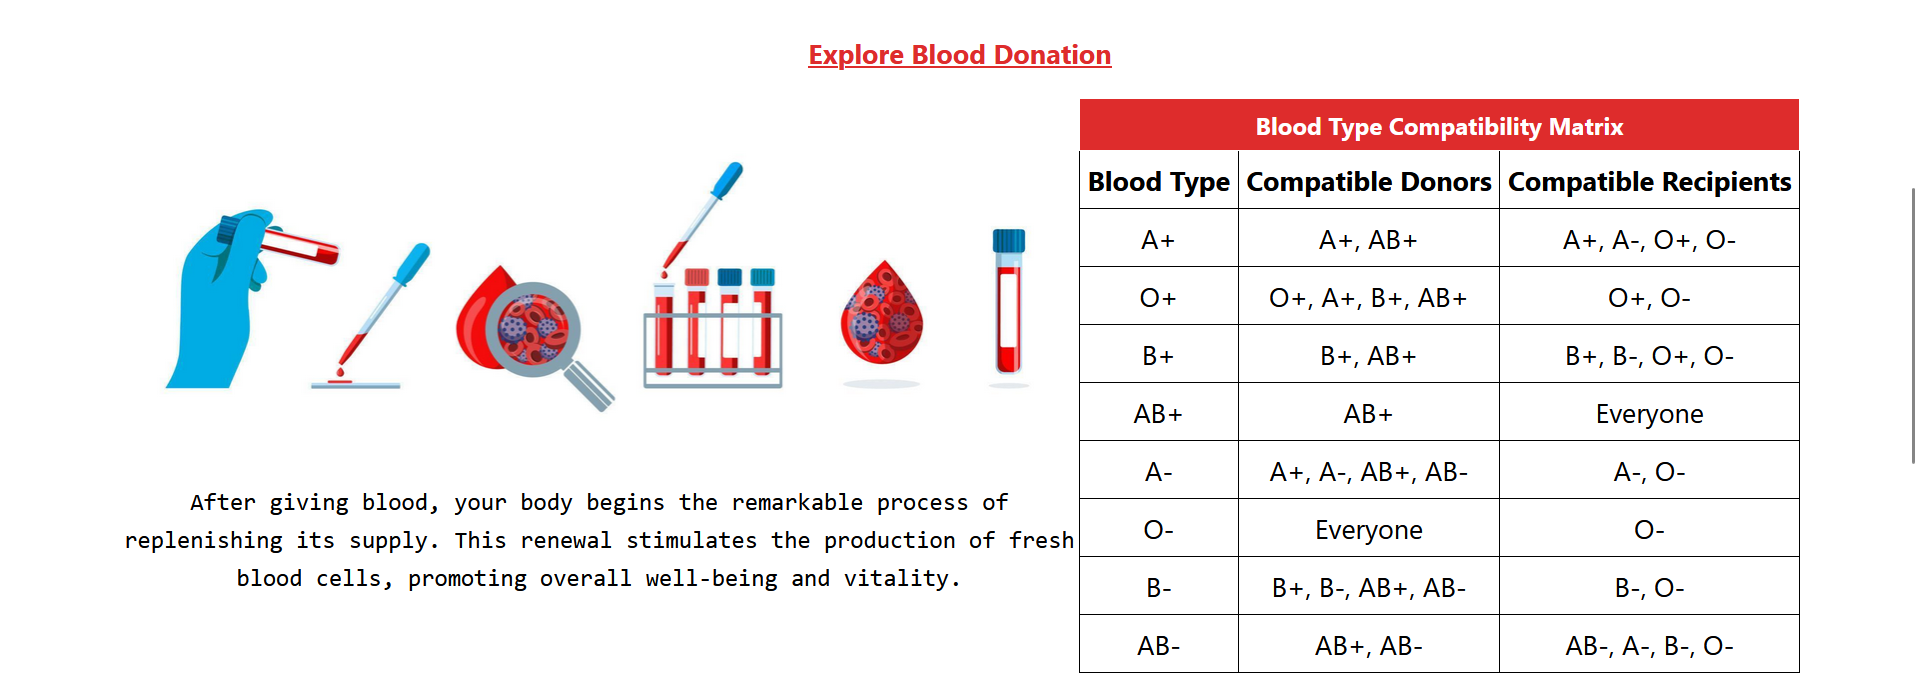 Explore Blood Donation
After giving blood, your body begins the remarkable process of
replenishing its supply. This renewal stimulates the production of fresh
blood cells, promoting overall well-being and vitality.
Blood Type Compatibility Matrix
Blood Type Compatible Donors Compatible Recipients
A+ A+, AB+ A+, A-, O+, O-
O+ O+, A+, B+, AB+ O+, O-
B+ B+, AB+ B+, B-, O+, O-
AB+ AB+ Everyone
A- A+, A-, AB+, AB- A-, O-
O- Everyone O-
B- B+, B-, AB+, AB- B-, O-
AB- AB+, AB- AB-, A-, B-, O-